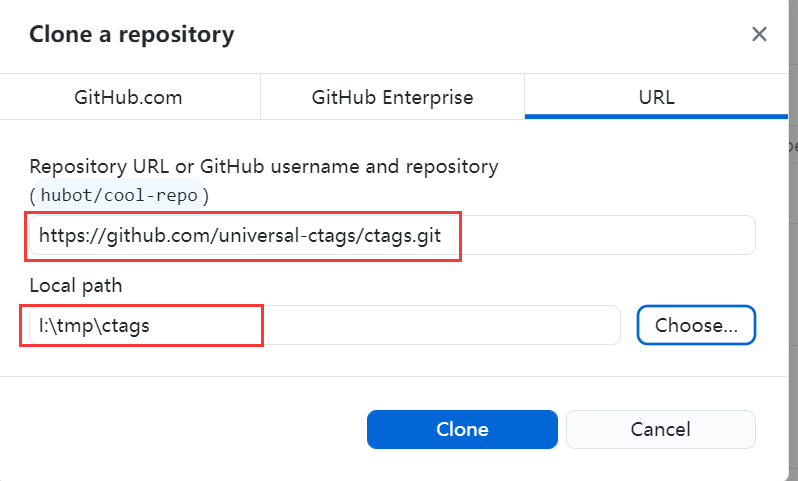 Clone a repository
GitHub.com
GitHub Enterprise
URL
Repository URL or GitHub username and repository
(hubot/cool-repo)
https://github.com/universal-ctags/ctags.git
Local path
l:\tmp\ctags
Choose...
Clone
Cancel